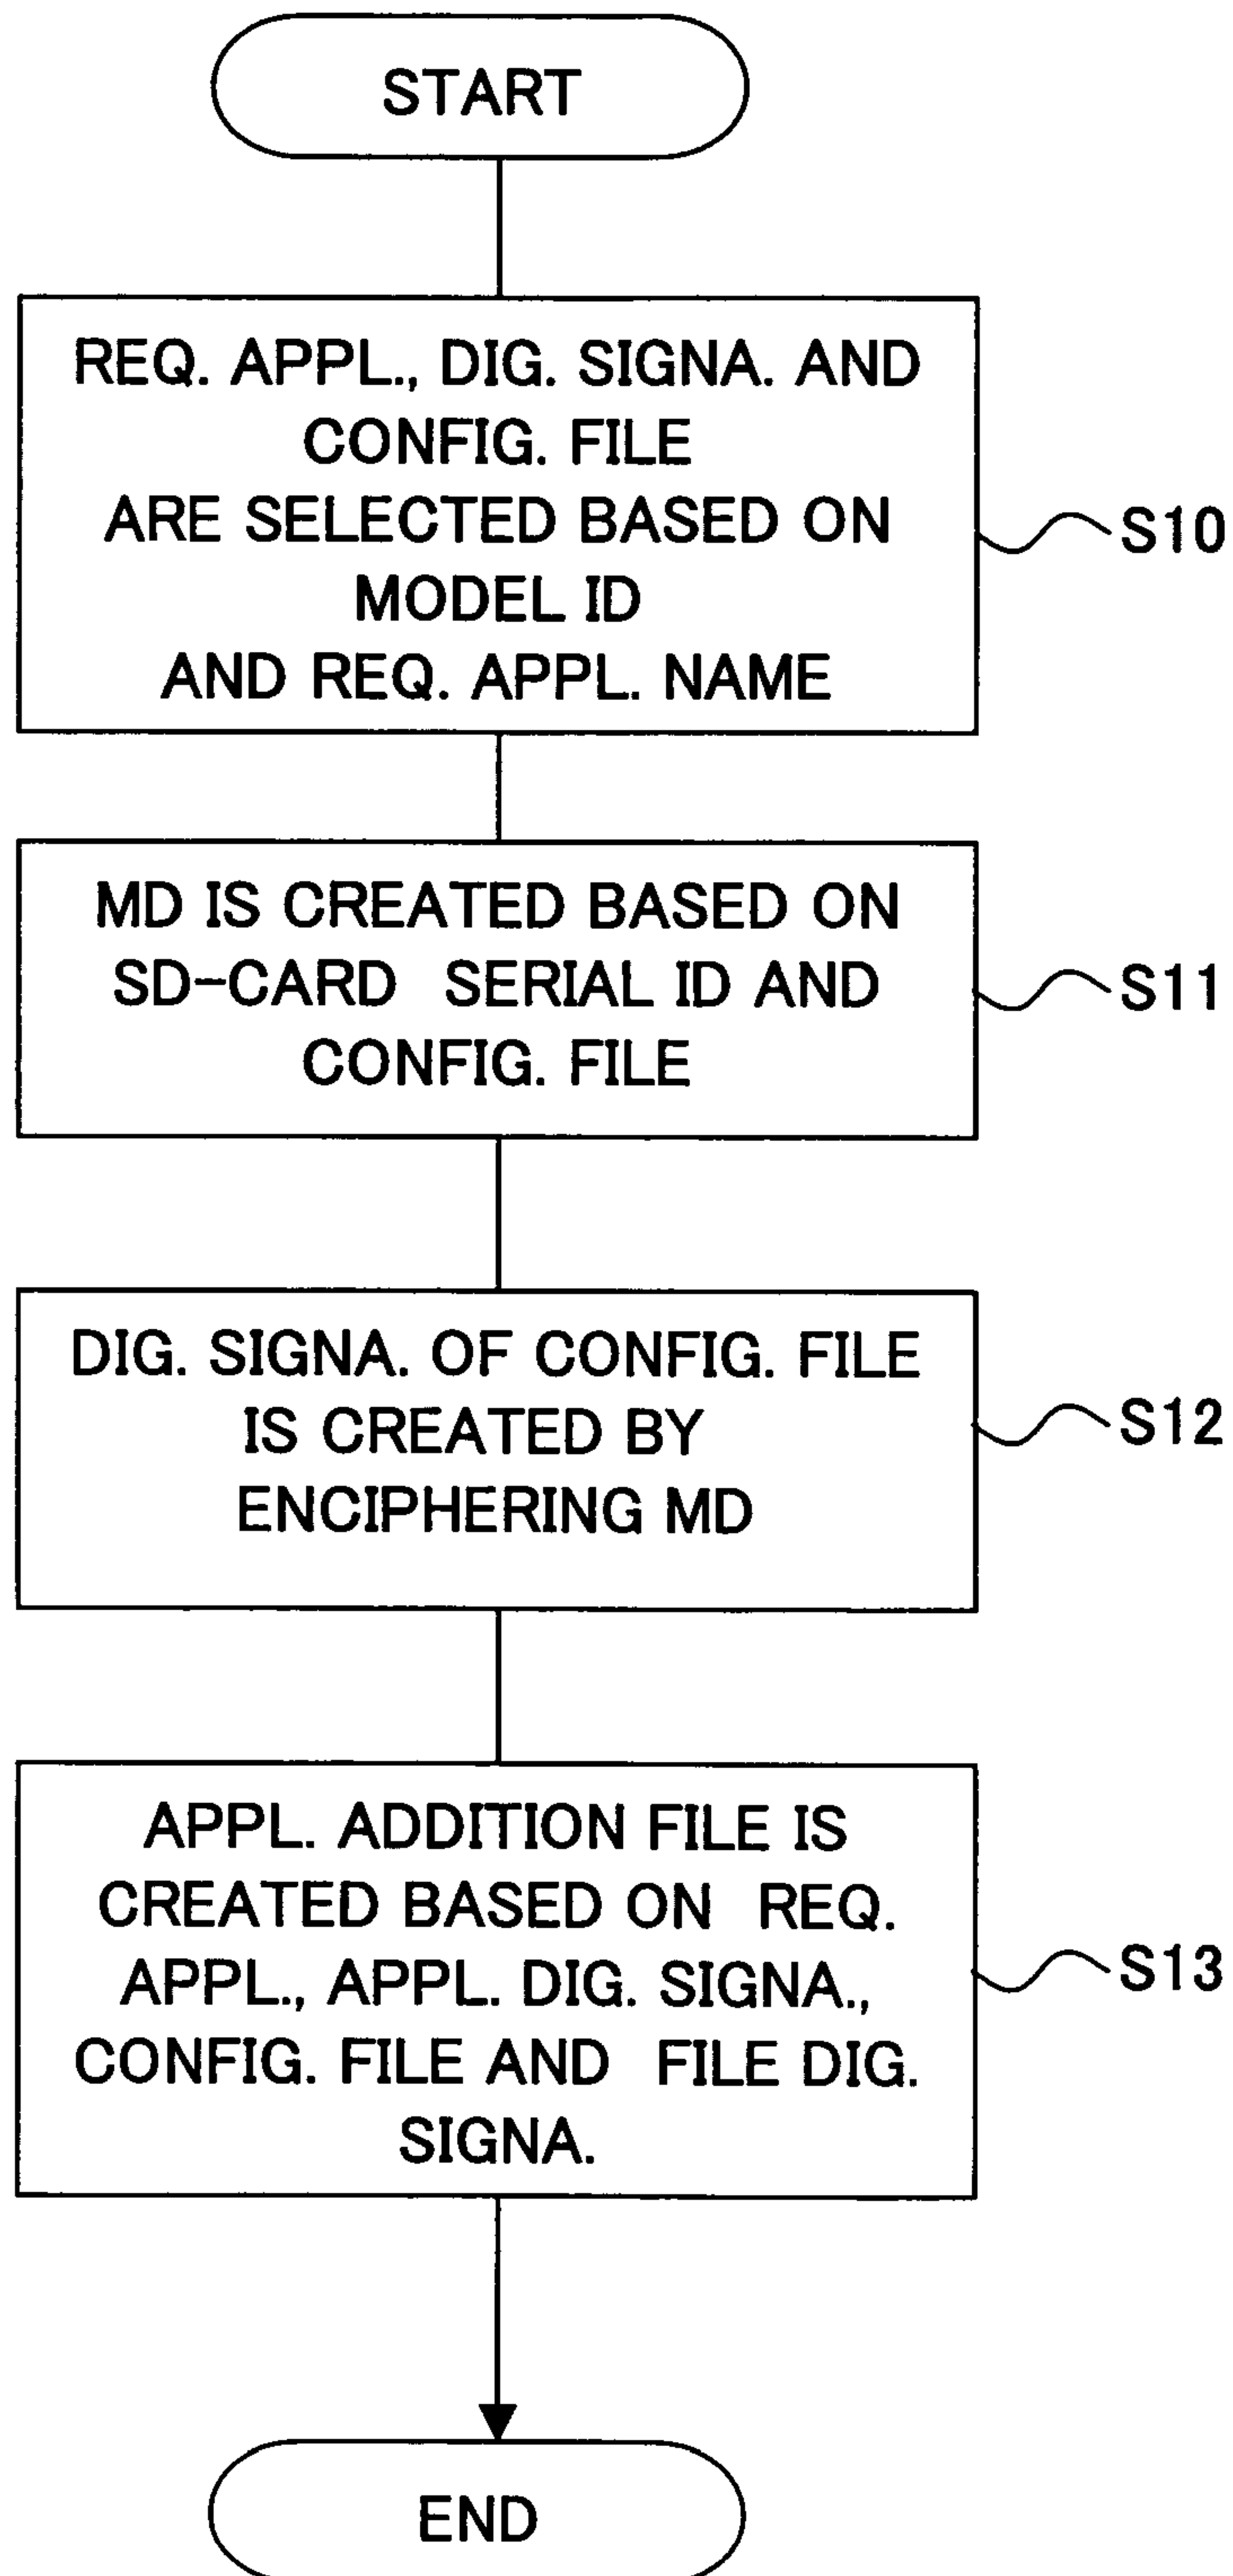 START
REQ. APPL., DIG. SIGNA. AND
CONFIG. FILE
ARE SELECTED BASED ON
MODEL ID
AND REQ. APPL. NAME
S10
MD IS CREATED BASED ON
SD-CARD SERIAL ID AND
CONFIG. FILE
S11
DIG. SIGNA. OF CONFIG. FILE
IS CREATED BY
ENCIPHERING MD
S12
APPL. ADDITION FILE IS
CREATED BASED ON REQ.
APPL., APPL. DIG. SIGNA.,
CONFIG. FILE AND FILE DIG.
SIGNA.
S13
END